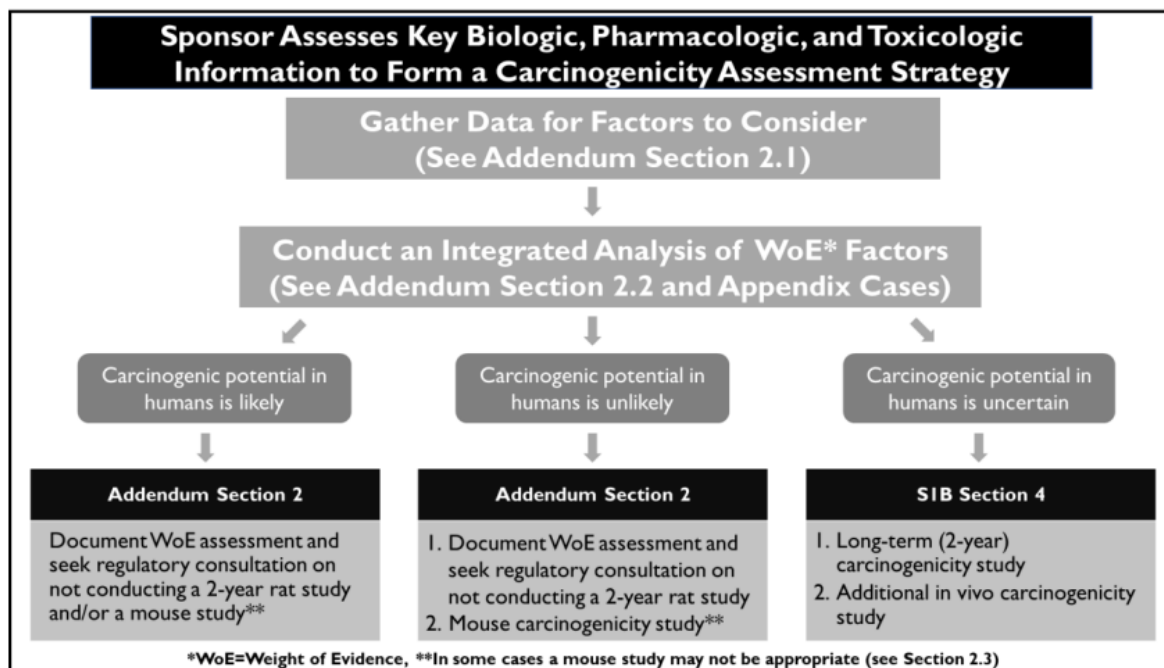 Sponsor Assesses Key Biologic, Pharmacologic, and Toxicologic
Information to Form a Carcinogenicity Assessment Strategy
Gather Data for Factors to Consider
(See Addendum Section 2.1)
Conduct an Integrated Analysis of WoE* Factors
(See Addendum Section 2.2 and Appendix Cases)
Carcinogenic potential in
humans is likely
Carcinogenic potential in
humans is unlikely
Carcinogenic potential in
humans is uncertain
Addendum Section 2
Document WoE assessment and
seek regulatory consultation on
not conducting a 2-year rat study
and/or a mouse study**
Addendum Section 2
1. Document WoE assessment and
seek regulatory consultation on
not conducting a 2-year rat study
2. Mouse carcinogenicity study**
S1B Section 4
1. Long-term (2-year)
carcinogenicity study
2. Additional in vivo carcinogenicity
study
*WoE=Weight of Evidence, **In some cases a mouse study may not be appropriate (see Section 2.3)